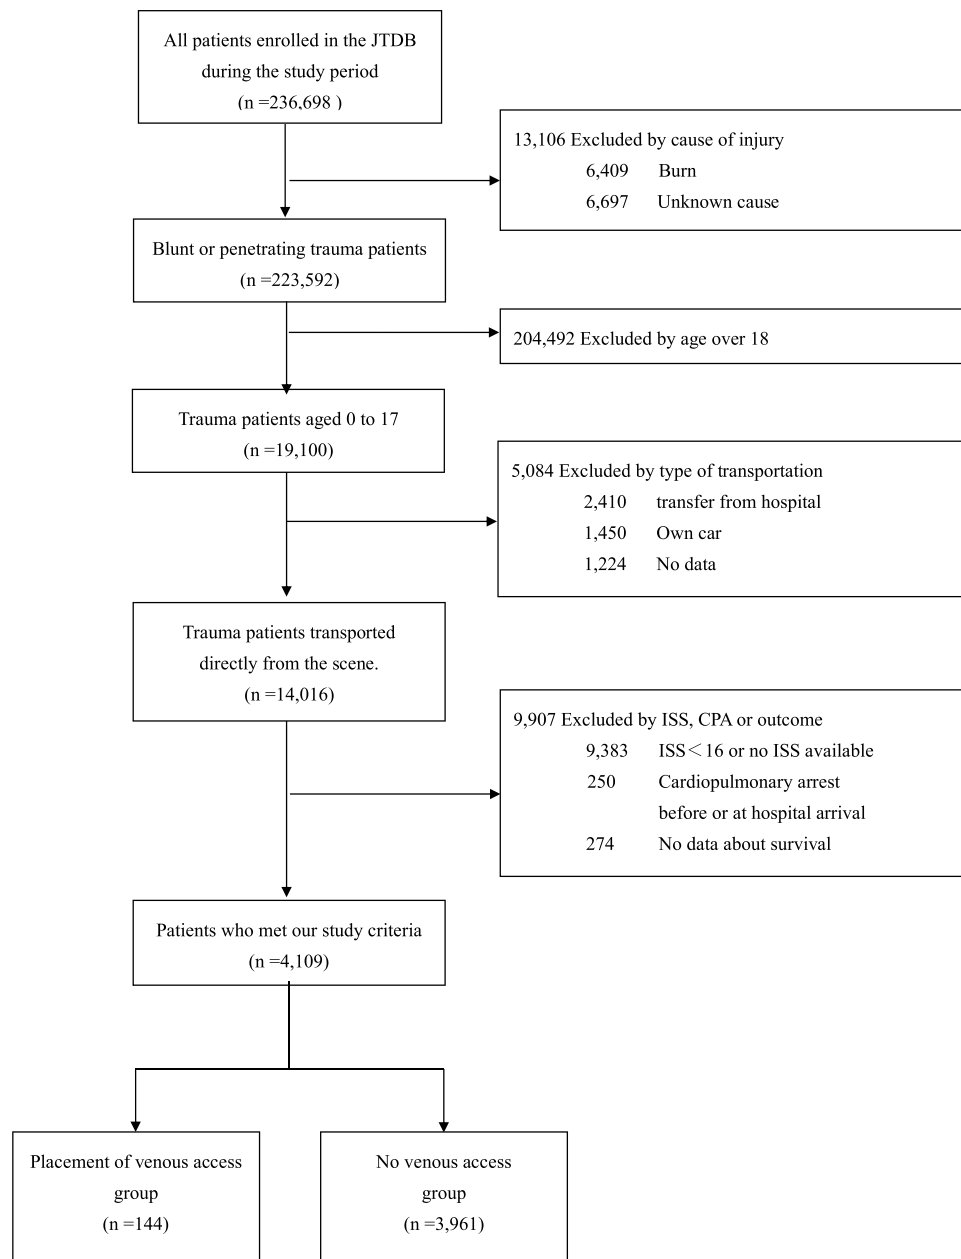 All patients enrolled in the JTDB
during the study period
(n =236,698 )
13,106 Excluded by cause of injury
6,409 Burn
6,697 Unknown cause
Blunt or penetrating trauma patients
(n =223,592)
204,492 Excluded by age over 18
Trauma patients aged 0 to 17
(n =19,100)
5,084 Excluded by type of transportation
2,410 transfer from hospital
1,450 Own car
1,224 No data
Trauma patients transported
directly from the scene.
(n =14,016)
9,907 Excluded by ISS, CPA or outcome
9,383 ISS＜16 or no ISS available
250 Cardiopulmonary arrest
before or at hospital arrival
274 No data about survival
Patients who met our study criteria
(n =4,109)
Placement of venous access
group
(n =144)
No venous access
group
(n =3,961)